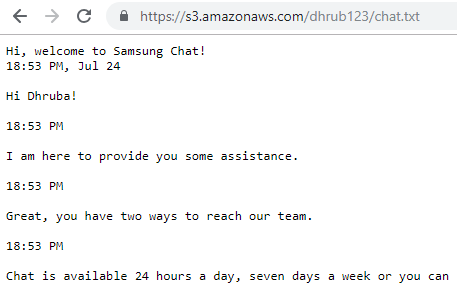 https://s3.amazonaws.com/dhrub123/chat.txt
Hi, welcome to Samsung Chat!
18:53 PM, Jul 24
Hi Dhruba!
18:53 PM
I am here to provide you some assistance.
18:53 PM
Great, you have two ways to reach our team.
18:53 PM
Chat is available 24 hours a day, seven days a week or you can